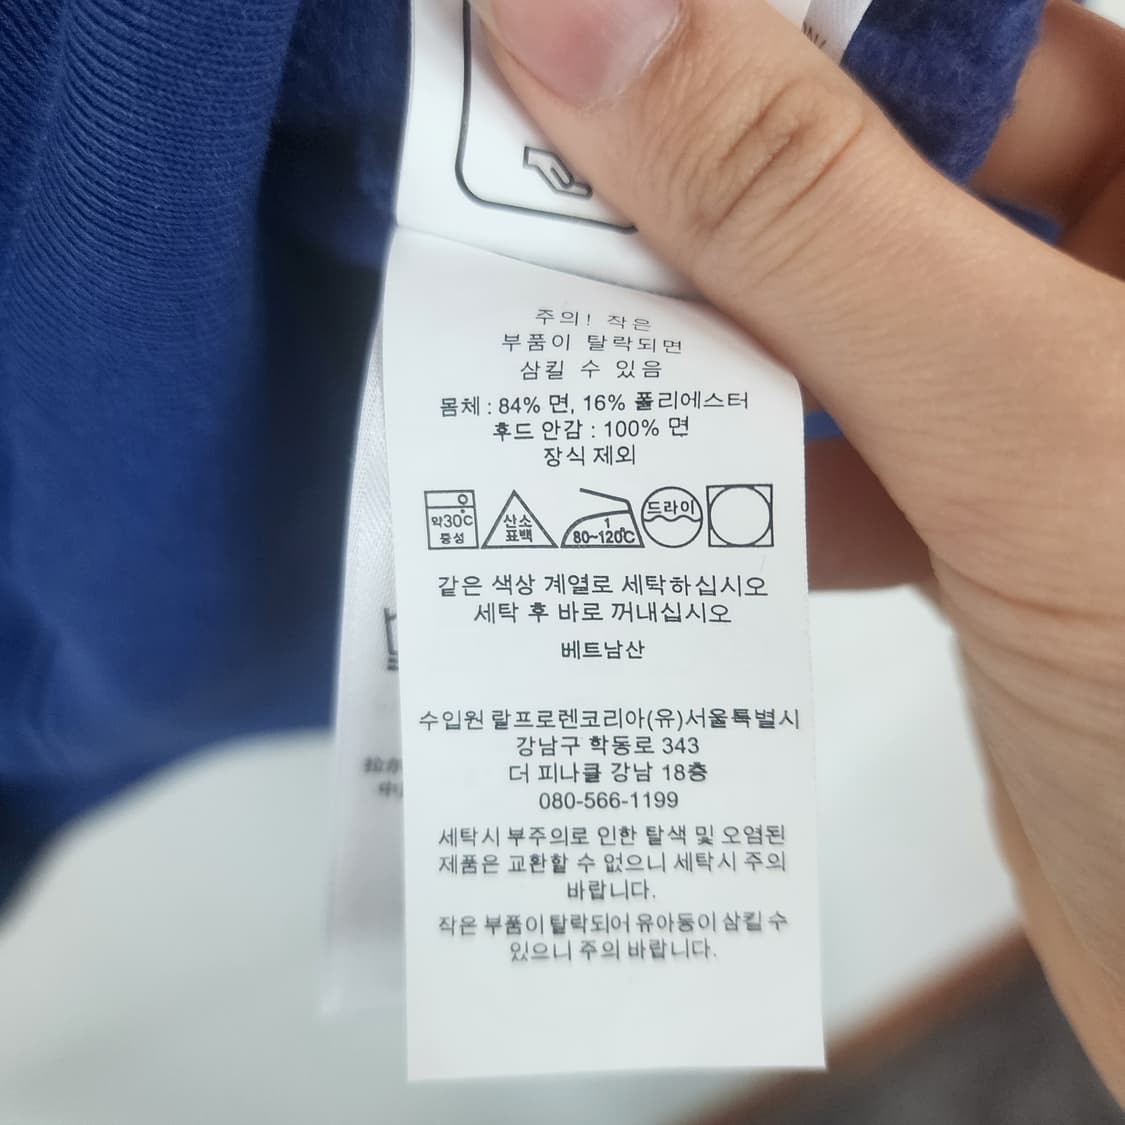 주의! 작은
부품이 탈락되면
삼킬 수 있음
몸체 : 84% 면, 16% 폴리에스터
후드 안감 : 100% 면
장식 제외
약30℃
중성
산소
표백
1
80~120℃
드라이
같은 색상 계열로 세탁하십시오
세탁 후 바로 꺼내십시오
베트남산
수입원 랄프로렌코리아(유)서울특별시
강남구 학동로 343
더 피나클 강남 18층
080-566-1199
세탁시 부주의로 인한 탈색 및 오염된
제품은 교환할 수 없으니 세탁시 주의
바랍니다.
작은 부품이 탈락되어 유아동이 삼킬 수
있으니 주의 바랍니다.